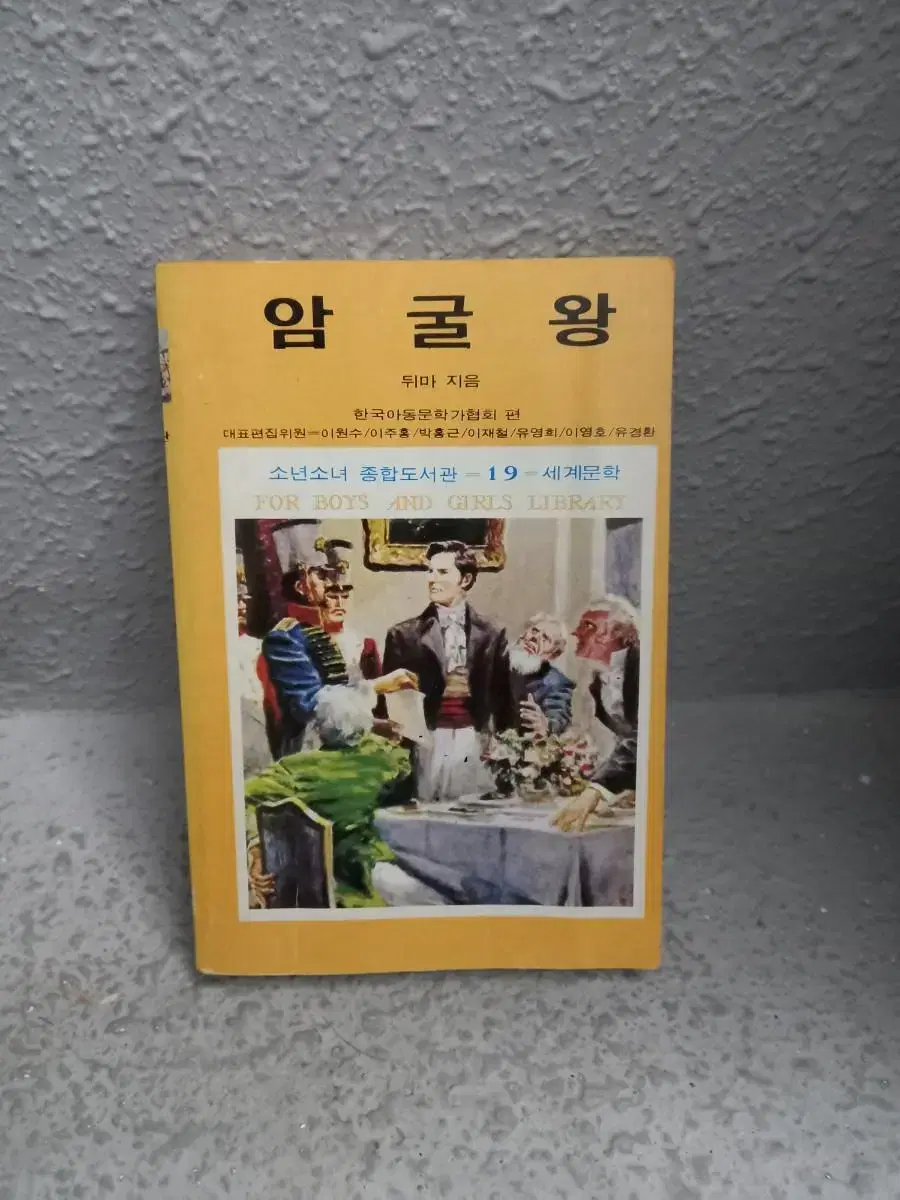 암 굴 왕
뒤마 지음
한국아동문학가협회 편
대표편집위원=이원수/이주홍/박홍근/이재철/유영희/이영호/유경환
소년소녀 종합도서관 = 19 = 세계문학
FOR BOYS AND GIRLS LIBRARY